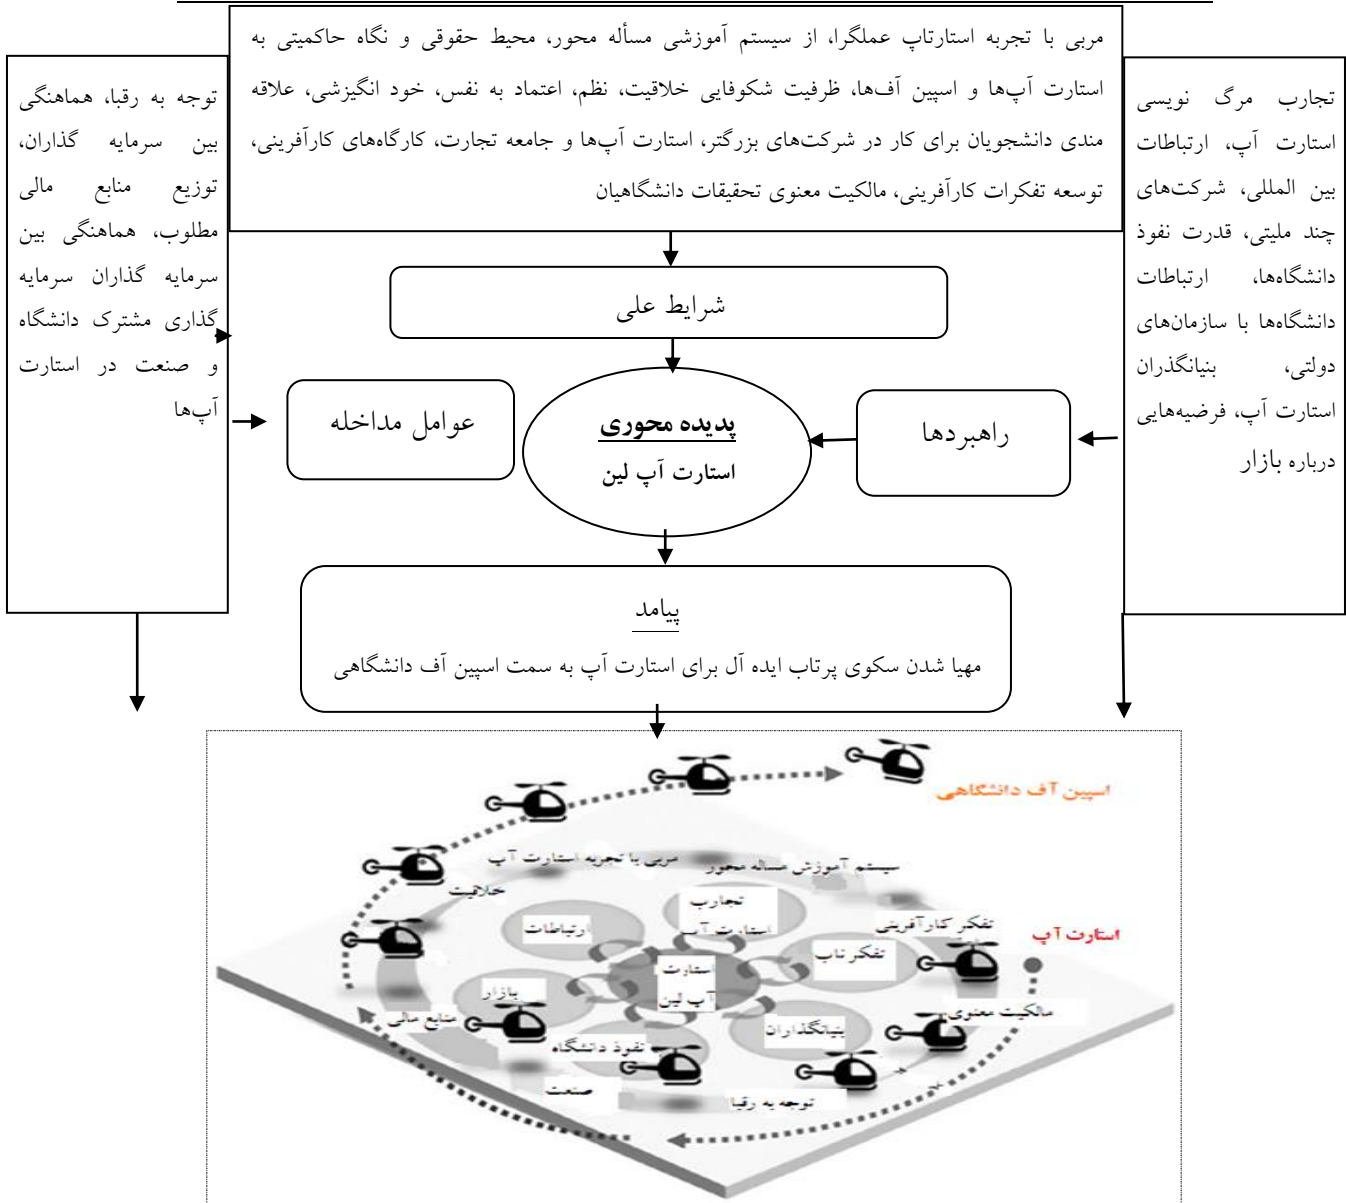 مربی با تجربه استارتاپ عملگرا، از سیستم آموزشی مسأله محور، محیط حقوقی و نگاه حاکمیتی به
استارت آپ‌ها و اسپین آف‌ها، ظرفیت شکوفایی خلاقیت، نظم، اعتماد به نفس، خود انگیزشی، علاقه
مندی دانشجویان برای کار در شرکت‌های بزرگتر، استارت آپ‌ها و جامعه تجارت، کارگاه‌های کارآفرینی،
توسعه تفکرات کارآفرینی، مالکیت معنوی تحقیقات دانشگاهیان
تجارب مرگ نویسی
استارت آپ، ارتباطات
بین المللی، شرکت‌های
چند ملیتی، قدرت نفوذ
دانشگاه‌ها، ارتباطات
دانشگاه‌ها با سازمان‌های
دولتی، بنیانگذران
استارت آپ، فرضیه‌هایی
درباره بازار
توجه به رقبا، هماهنگی
بین سرمایه گذاران،
توزیع منابع مالی
مطلوب، هماهنگی بین
سرمایه گذاران سرمایه
گذاری مشترک دانشگاه
و صنعت در استارت
آپ‌ها
شرایط علی
راهبردها
پدیده محوری
استارت آپ لین
عوامل مداخله
پیامد
مهیا شدن سکوی پرتاب ایده آل برای استارت آپ به سمت اسپین آف دانشگاهی
اسپین آف دانشگاهی
سیستم آموزش مساله محور
مربی با تجربه استارت آپ
خلاقیت
تجارب
استارت آپ
ارتباطات
تفکر کارآفرینی
استارت آپ
تفکر ناب
استارت
آپ لین
بازار
مالکیت معنوی
منابع مالی
بنیانگذاران
نفوذ دانشگاه
صنعت
توجه به رقبا